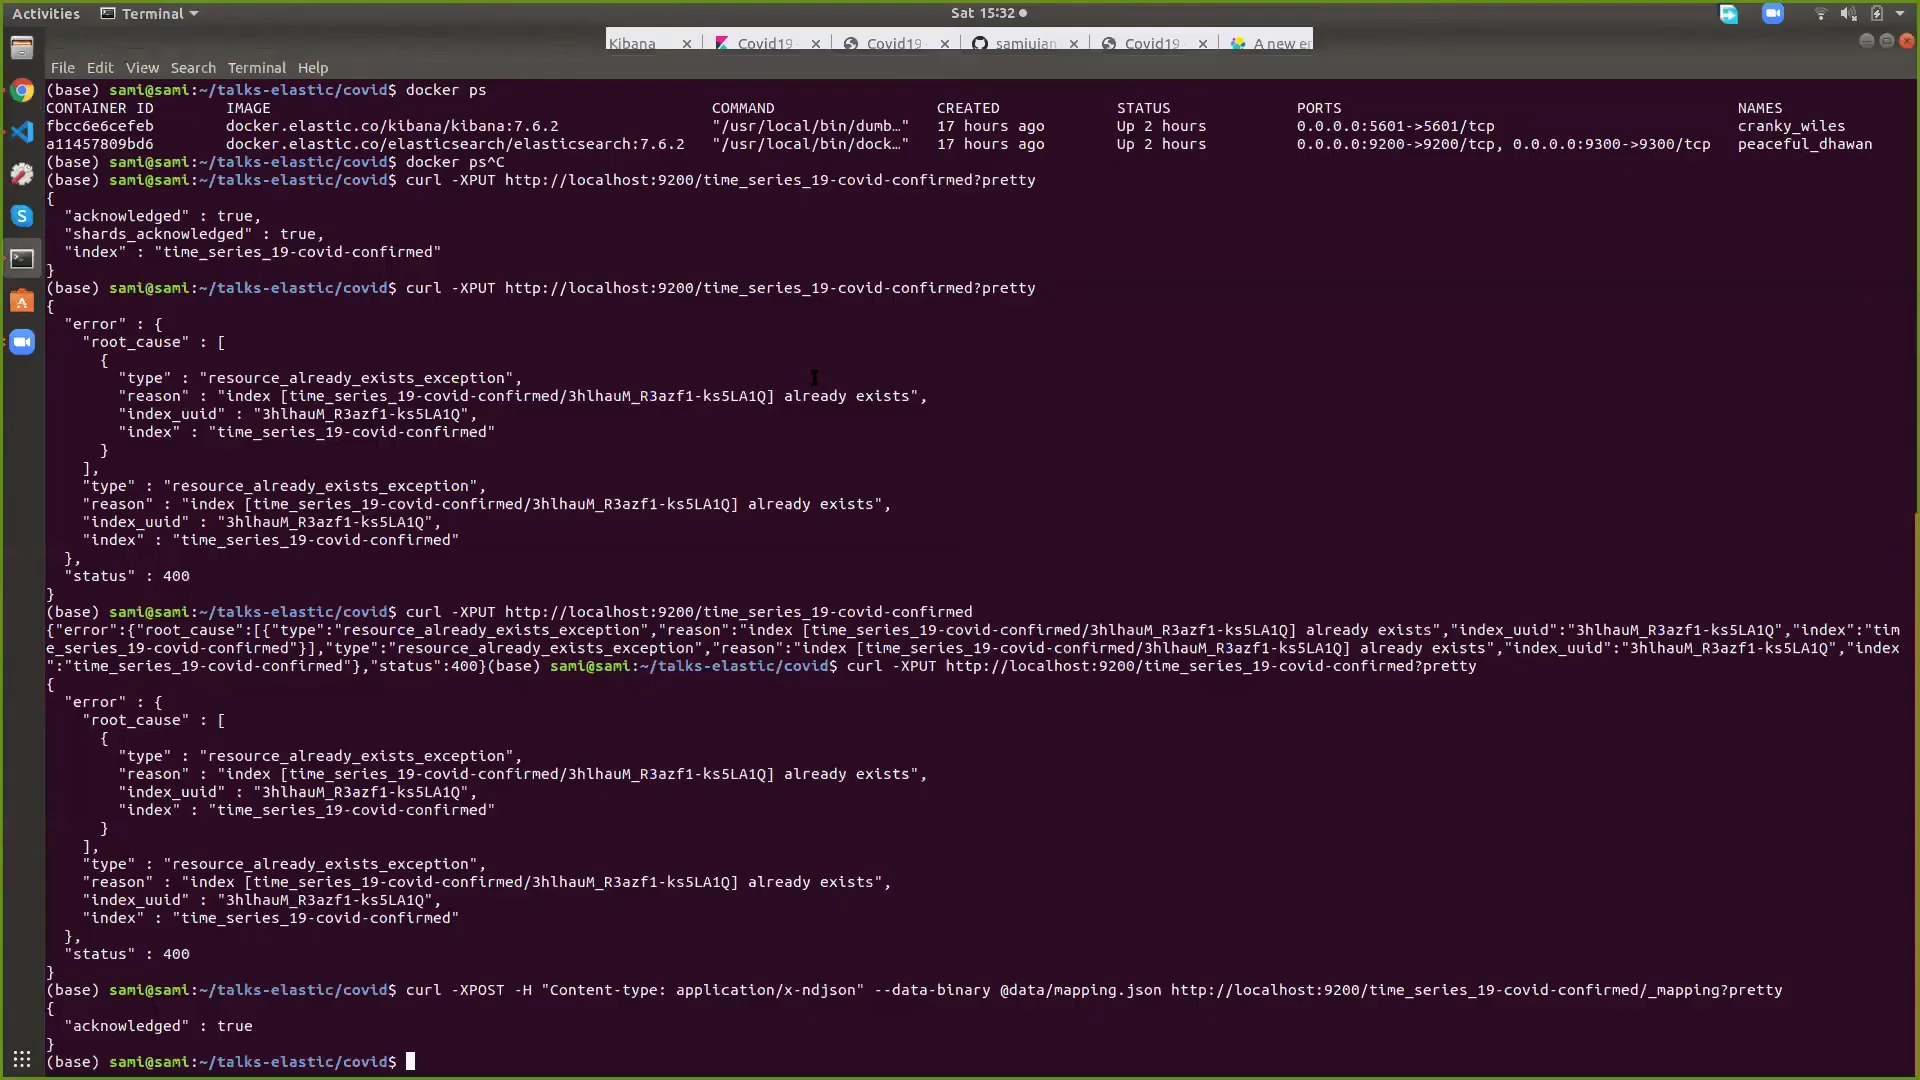 Activities Terminal Sat 15:32
Kibana × Covid19 × Covid19 × samiujan × Covid19 × A new er
File Edit View Search Terminal Help
(base) sami@sami:~/talks-elastic/covid$ docker ps
CONTAINER ID IMAGE COMMAND CREATED STATUS PORTS NAMES
fbcc6e6cefeb docker.elastic.co/kibana/kibana:7.6.2 "/usr/local/bin/dumb…" 17 hours ago Up 2 hours 0.0.0.0:5601->5601/tcp cranky_wiles
a11457809bd6 docker.elastic.co/elasticsearch/elasticsearch:7.6.2 "/usr/local/bin/dock…" 17 hours ago Up 2 hours 0.0.0.0:9200->9200/tcp, 0.0.0.0:9300->9300/tcp peaceful_dhawan
(base) sami@sami:~/talks-elastic/covid$ docker ps^C
(base) sami@sami:~/talks-elastic/covid$ curl -XPUT http://localhost:9200/time_series_19-covid-confirmed?pretty
{
"acknowledged" : true,
"shards_acknowledged" : true,
"index" : "time_series_19-covid-confirmed"
}
(base) sami@sami:~/talks-elastic/covid$ curl -XPUT http://localhost:9200/time_series_19-covid-confirmed?pretty
{
"error" : {
"root_cause" : [
{
"type" : "resource_already_exists_exception",
"reason" : "index [time_series_19-covid-confirmed/3hlhauM_R3azf1-ks5LA1Q] already exists",
"index_uuid" : "3hlhauM_R3azf1-ks5LA1Q",
"index" : "time_series_19-covid-confirmed"
}
],
"type" : "resource_already_exists_exception",
"reason" : "index [time_series_19-covid-confirmed/3hlhauM_R3azf1-ks5LA1Q] already exists",
"index_uuid" : "3hlhauM_R3azf1-ks5LA1Q",
"index" : "time_series_19-covid-confirmed"
},
"status" : 400
}
(base) sami@sami:~/talks-elastic/covid$ curl -XPUT http://localhost:9200/time_series_19-covid-confirmed
{"error":{"root_cause":[{"type":"resource_already_exists_exception","reason":"index [time_series_19-covid-confirmed/3hlhauM_R3azf1-ks5LA1Q] already exists","index_uuid":"3hlhauM_R3azf1-ks5LA1Q","index":"tim
e_series_19-covid-confirmed"}],"type":"resource_already_exists_exception","reason":"index [time_series_19-covid-confirmed/3hlhauM_R3azf1-ks5LA1Q] already exists","index_uuid":"3hlhauM_R3azf1-ks5LA1Q","index
":"time_series_19-covid-confirmed"},"status":400}(base) sami@sami:~/talks-elastic/covid$ curl -XPUT http://localhost:9200/time_series_19-covid-confirmed?pretty
{
"error" : {
"root_cause" : [
{
"type" : "resource_already_exists_exception",
"reason" : "index [time_series_19-covid-confirmed/3hlhauM_R3azf1-ks5LA1Q] already exists",
"index_uuid" : "3hlhauM_R3azf1-ks5LA1Q",
"index" : "time_series_19-covid-confirmed"
}
],
"type" : "resource_already_exists_exception",
"reason" : "index [time_series_19-covid-confirmed/3hlhauM_R3azf1-ks5LA1Q] already exists",
"index_uuid" : "3hlhauM_R3azf1-ks5LA1Q",
"index" : "time_series_19-covid-confirmed"
},
"status" : 400
}
(base) sami@sami:~/talks-elastic/covid$ curl -XPOST -H "Content-type: application/x-ndjson" --data-binary @data/mapping.json http://localhost:9200/time_series_19-covid-confirmed/_mapping?pretty
{
"acknowledged" : true
}
(base) sami@sami:~/talks-elastic/covid$